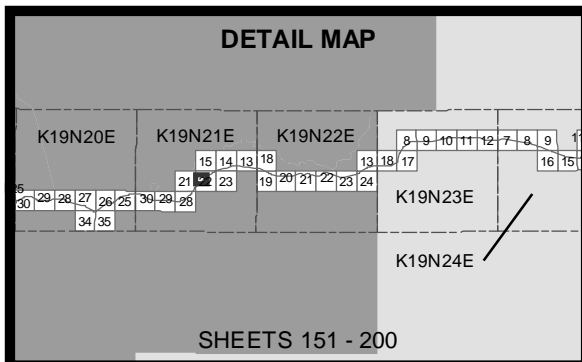 DETAIL MAP
K19N20E K19N21E K19N22E
8 9 10 11 12 7 8 9 11
15 14 13 18 13 18 17 16 15
21 22 23 19 20 21 22 23 24
25
30 29 28 27 26 25 30 29 28
34 35
K19N23E
K19N24E
SHEETS 151 - 200